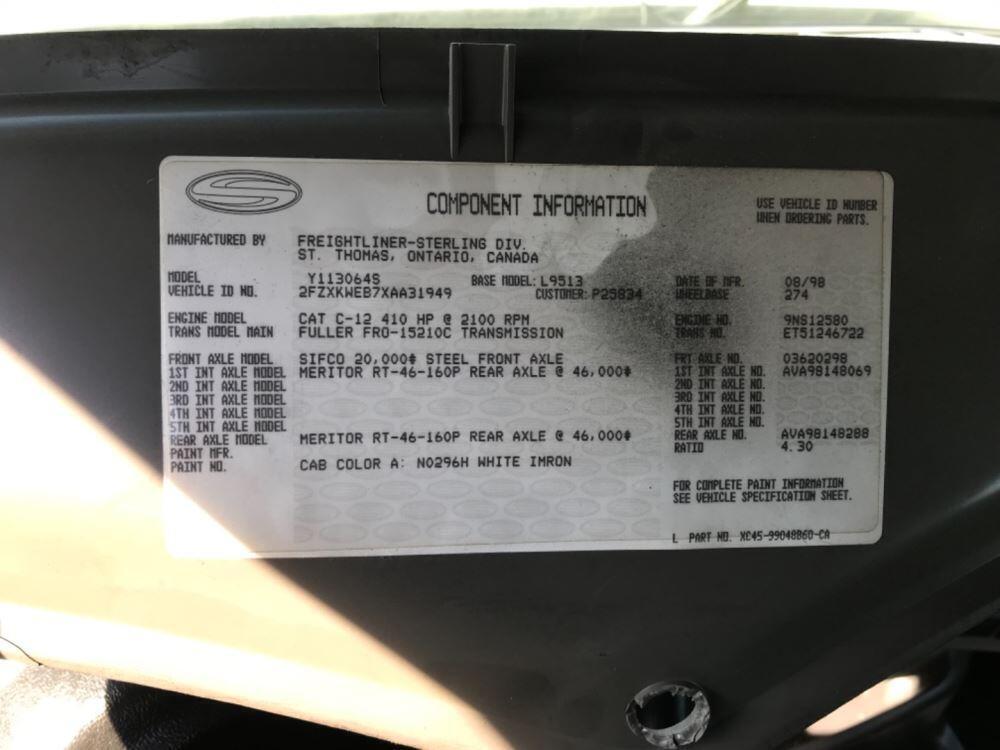 COMPONENT INFORMATION
USE VEHICLE ID NUMBER
WHEN ORDERING PARTS.
MANUFACTURED BY FREIGHTLINER-STERLING DIV.
ST. THOMAS, ONTARIO, CANADA
MODEL Y113064S BASE MODEL: L9513 DATE OF MFR. 08/98
VEHICLE ID NO. 2FZXKWEB7XAA31949 CUSTOMER: P25834 WHEELBASE 274
ENGINE MODEL CAT C-12 410 HP @ 2100 RPM ENGINE NO. 9NS12580
TRANS MODEL MAIN FULLER FRO-15210C TRANSMISSION TRANS NO. ET51246722
FRONT AXLE MODEL SIFCO 20,000# STEEL FRONT AXLE FRT AXLE NO. 03620298
1ST INT AXLE MODEL MERITOR RT-46-160P REAR AXLE @ 46,000# 1ST INT AXLE NO. AVA98148069
2ND INT AXLE MODEL 2ND INT AXLE NO.
3RD INT AXLE MODEL 3RD INT AXLE NO.
4TH INT AXLE MODEL 4TH INT AXLE NO.
5TH INT AXLE MODEL 5TH INT AXLE NO.
REAR AXLE MODEL MERITOR RT-46-160P REAR AXLE @ 46,000# REAR AXLE NO. AVA98148288
PAINT MFR. RATIO 4.30
PAINT NO. CAB COLOR A: N0296H WHITE IMRON
FOR COMPLETE PAINT INFORMATION
SEE VEHICLE SPECIFICATION SHEET.
L PART NO. XC45-9904BB60-CA